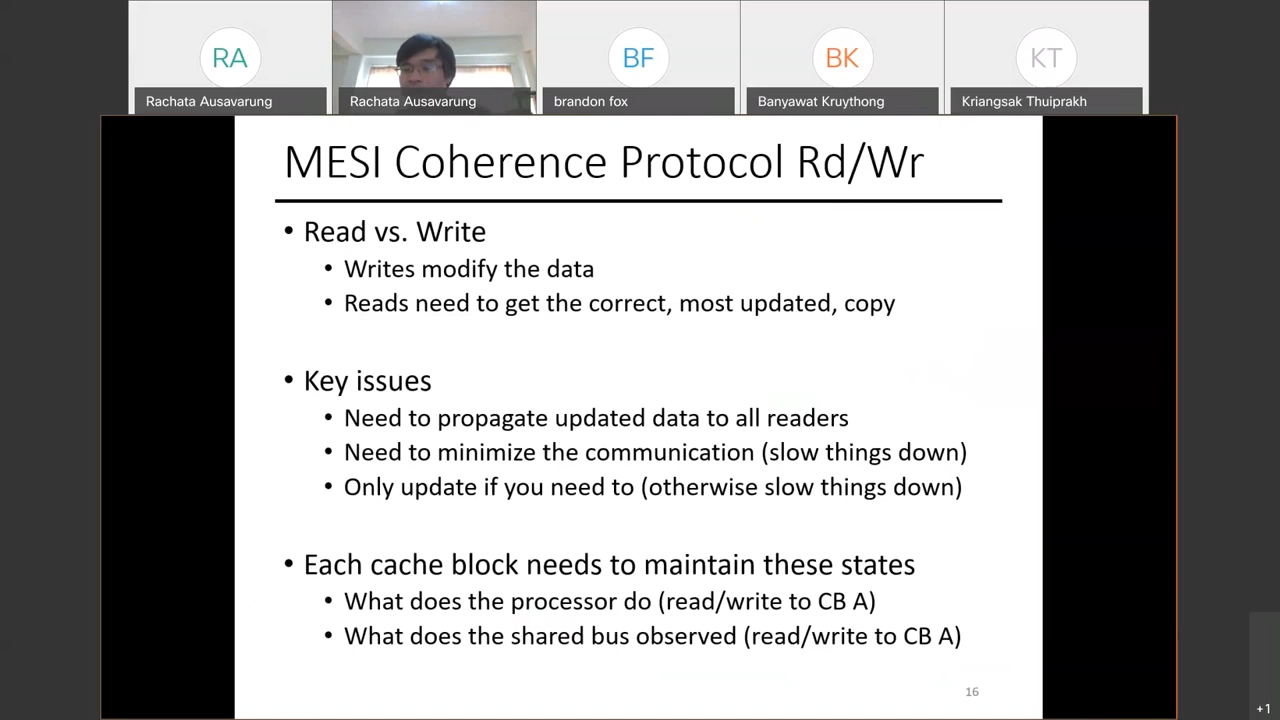 RA
BF
BK
KT
Rachata Ausavarung
Rachata Ausavarung
brandon fox
Banyawat Kruythong
Kriangsak Thuiprakh
MESI Coherence Protocol Rd/Wr
• Read vs. Write
• Writes modify the data
• Reads need to get the correct, most updated, copy
• Key issues
• Need to propagate updated data to all readers
• Need to minimize the communication (slow things down)
• Only update if you need to (otherwise slow things down)
• Each cache block needs to maintain these states
• What does the processor do (read/write to CB A)
• What does the shared bus observed (read/write to CB A)
16
+1